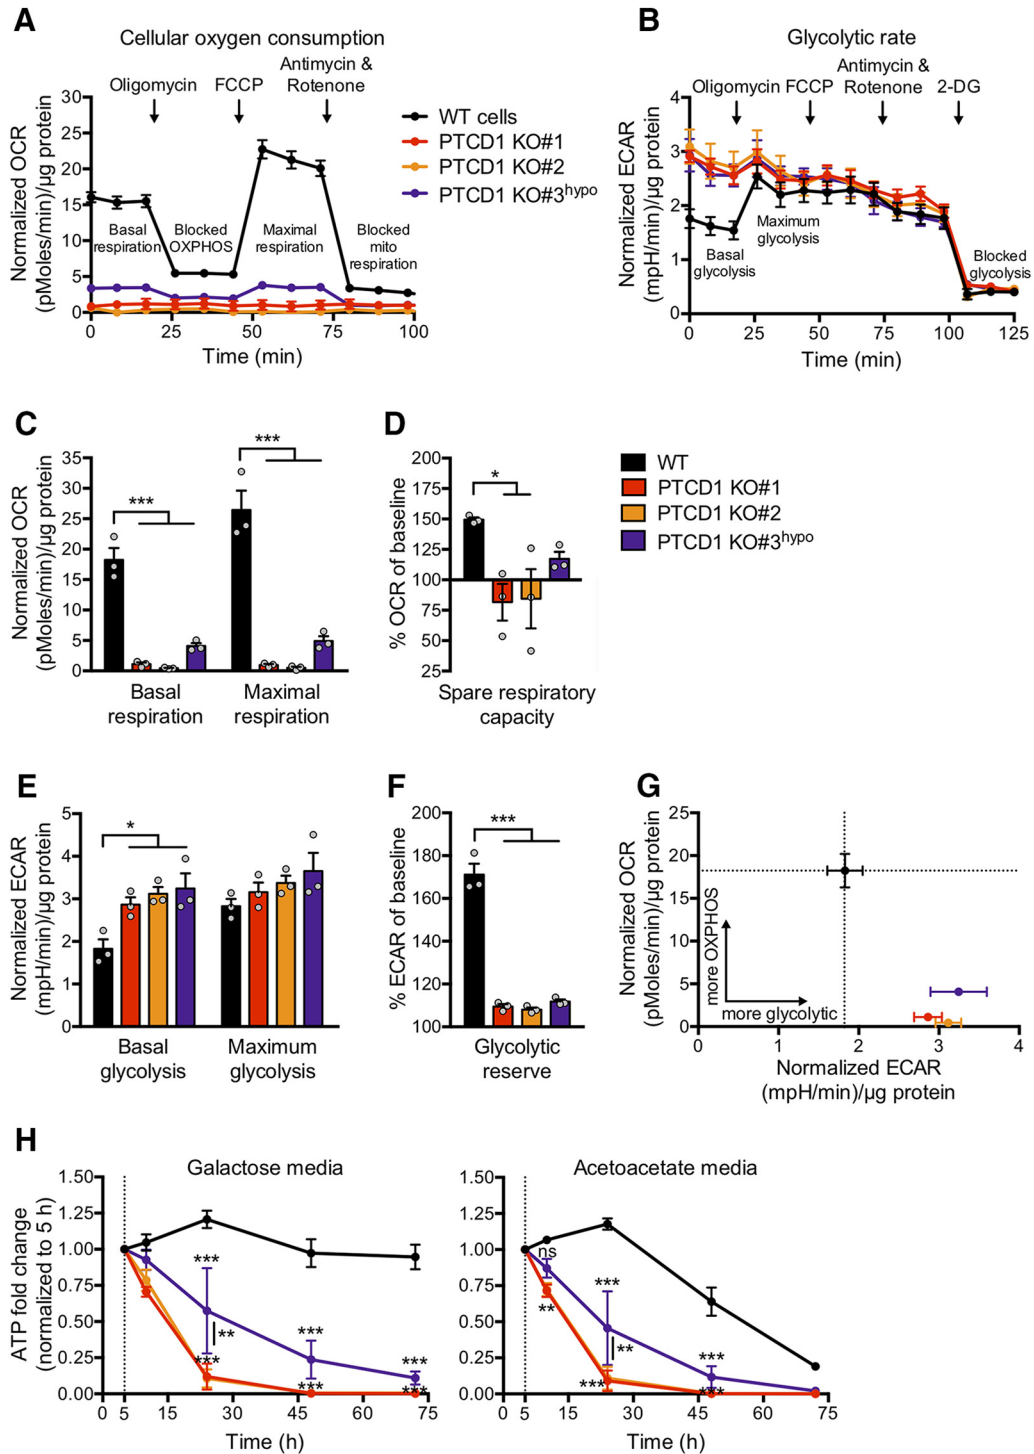 A
Cellular oxygen consumption
Oligomycin
FCCP
Antimycin &
Rotenone
Normalized OCR
(pMoles/min)/µg protein
30
25
20
15
10
5
0
Basal
respiration
Blocked
OXPHOS
Maximal
respiration
Blocked
mito
respiration
0 25 50 75 100
Time (min)
WT cells
PTCD1 KO#1
PTCD1 KO#2
PTCD1 KO#3hypo
B
Glycolytic rate
Oligomycin
FCCP
Antimycin &
Rotenone
2-DG
Normalized ECAR
(mpH/min)/µg protein
4
3
2
1
0
Basal
glycolysis
Maximum
glycolysis
Blocked
glycolysis
0 25 50 75 100 125
Time (min)
C
Normalized OCR
(pMoles/min)/µg protein
35
30
25
20
15
10
5
0
***
***
Basal
respiration
Maximal
respiration
D
% OCR of baseline
200
175
150
125
100
75
50
25
*
Spare respiratory
capacity
WT
PTCD1 KO#1
PTCD1 KO#2
PTCD1 KO#3hypo
E
Normalized ECAR
(mpH/min)/µg protein
5
4
3
2
1
0
*
Basal
glycolysis
Maximum
glycolysis
F
% ECAR of baseline
200
180
160
140
120
100
***
Glycolytic
reserve
G
Normalized OCR
(pMoles/min)/µg protein
25
20
15
10
5
0
more OXPHOS
more glycolytic
0 1 2 3 4
Normalized ECAR
(mpH/min)/µg protein
H
Galactose media
ATP fold change
(normalized to 5 h)
1.50
1.25
1.00
0.75
0.50
0.25
0.00
***
**
***
***
***
***
***
0 5 15 30 45 60 75
Time (h)
Acetoacetate media
1.50
1.25
1.00
0.75
0.50
0.25
0.00
ns
**
***
**
***
***
***
0 5 15 30 45 60 75
Time (h)